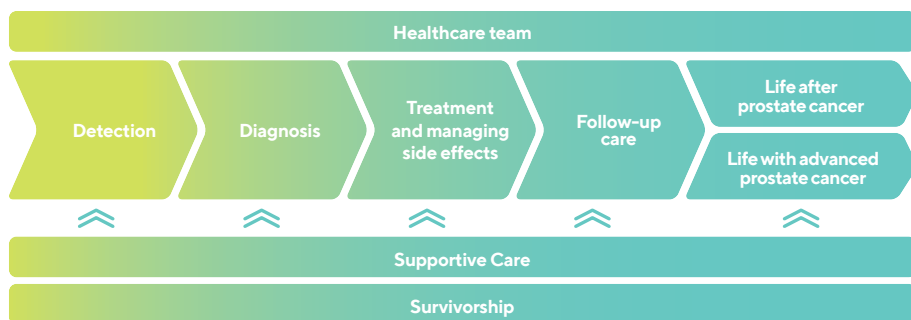 Healthcare team
Detection
Diagnosis
Treatment
and managing
side effects
Follow-up
care
Life after
prostate cancer
Life with advanced
prostate cancer
Supportive Care
Survivorship